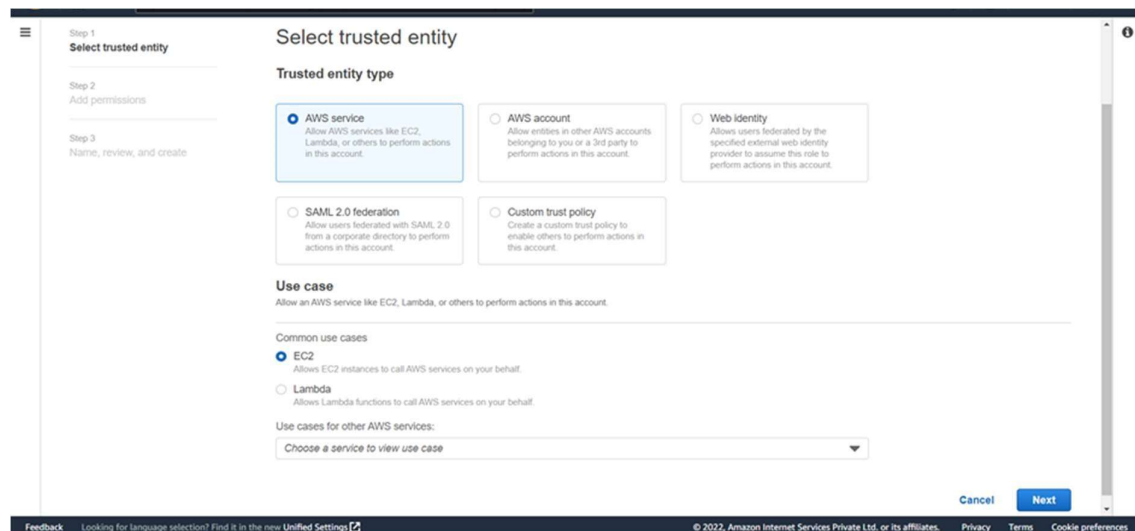 Step 1
Select trusted entity
Step 2
Add permissions
Step 3
Name, review, and create
Select trusted entity
Trusted entity type
AWS service
Allow AWS services like EC2,
Lambda, or others to perform actions
in this account.
AWS account
Allow entities in other AWS accounts
belonging to you or a 3rd party to
perform actions in this account.
Web identity
Allows users federated by the
specified external web identity
provider to assume this role to
perform actions in this account.
SAML 2.0 federation
Allow users federated with SAML 2.0
from a corporate directory to perform
actions in this account.
Custom trust policy
Create a custom trust policy to
enable others to perform actions in
this account.
Use case
Allow an AWS service like EC2, Lambda, or others to perform actions in this account.
Common use cases
EC2
Allows EC2 instances to call AWS services on your behalf.
Lambda
Allows Lambda functions to call AWS services on your behalf.
Use cases for other AWS services:
Choose a service to view use case
Cancel
Next
Feedback Looking for language selection? Find it in the new Unified Settings © 2022, Amazon Internet Services Private Ltd. or its affiliates. Privacy Terms Cookie preferences